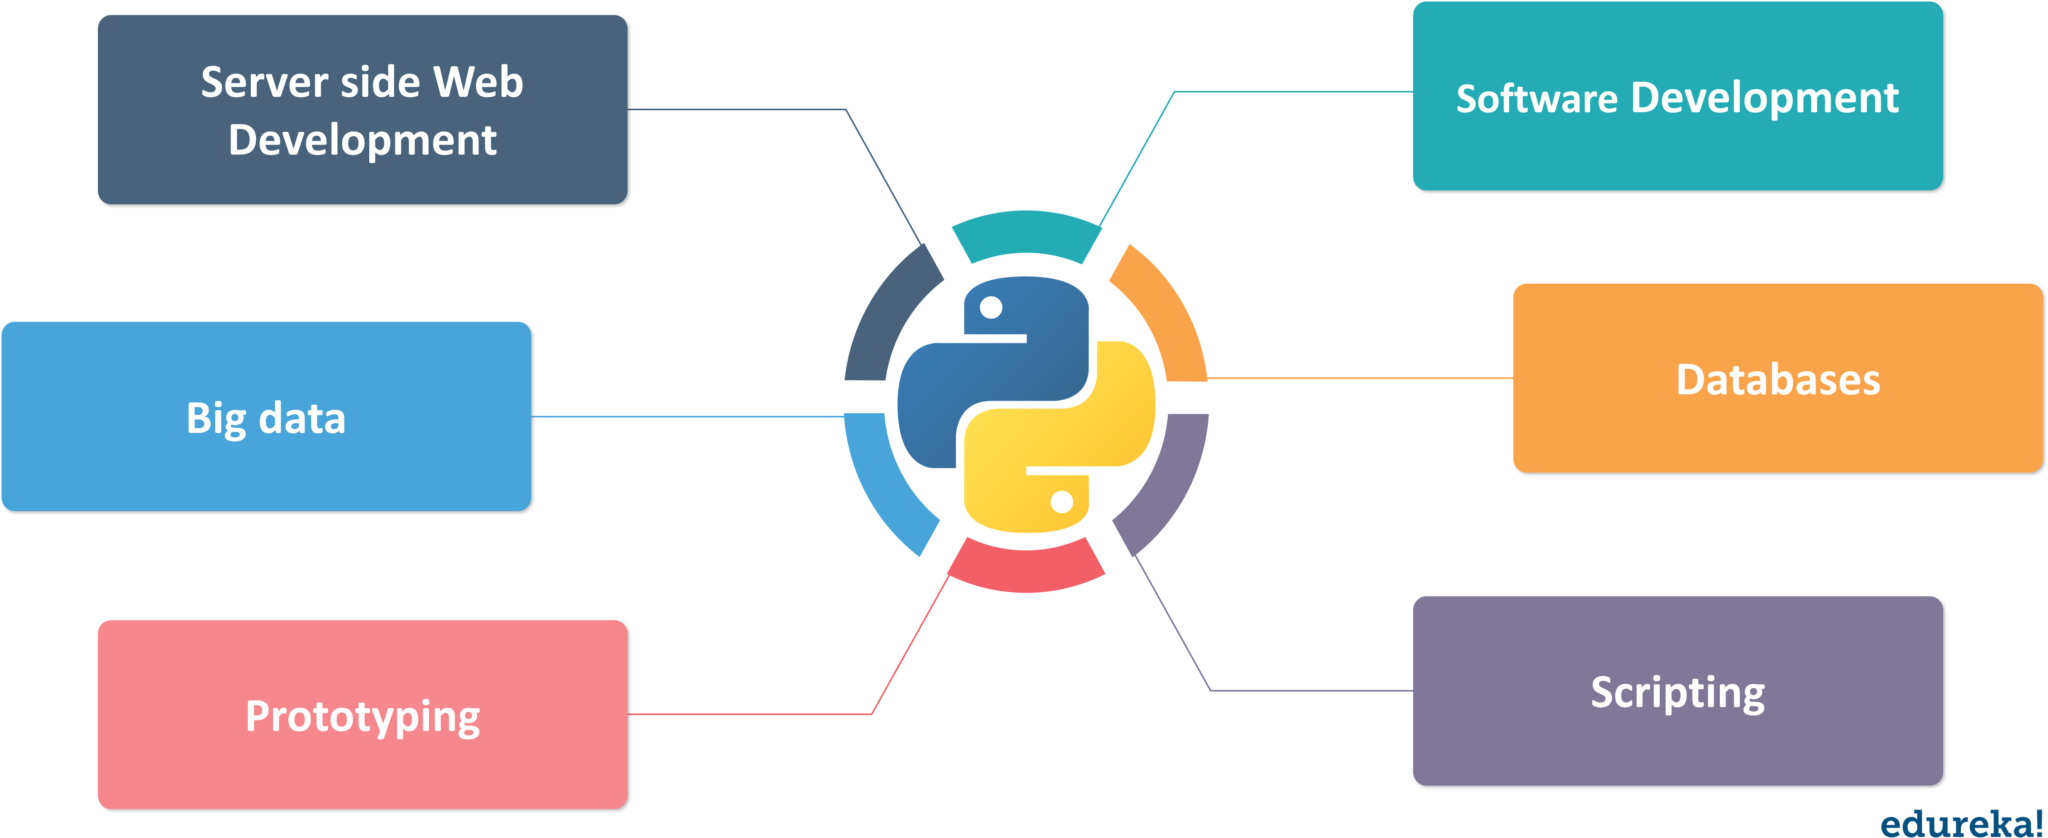 Server side Web
Development
Software Development
Big data
Databases
Prototyping
Scripting
edureka!